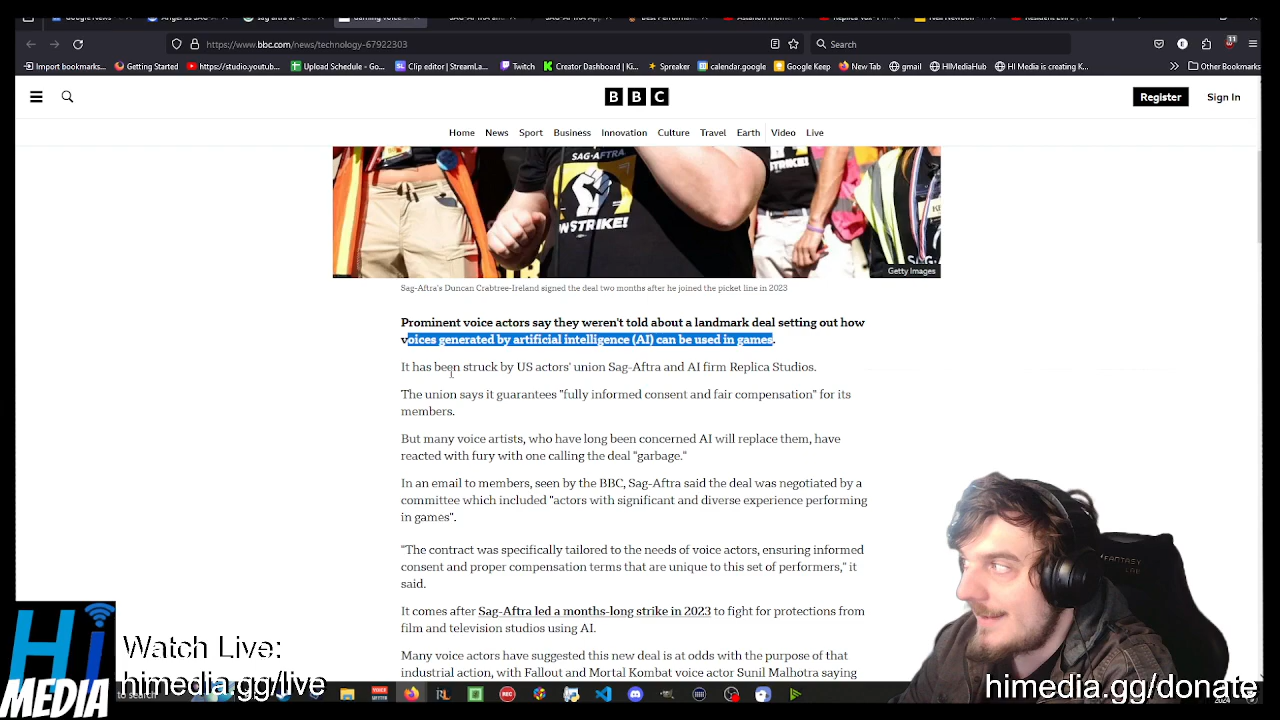 https://www.bbc.com/news/technology-67922303
Search
11
Import bookmarks...
Getting Started
https://studio.youtub...
Upload Schedule - Go...
Clip editor | StreamLa...
Twitch
Creator Dashboard | Ki...
Spreaker
calendar.google
Google Keep
New Tab
gmail
HIMediaHub
HI Media is creating K...
Other Bookmarks
BBC
Register
Sign In
Home
News
Sport
Business
Innovation
Culture
Travel
Earth
Video
Live
SAG-AFTRA
STRIKE!
Getty Images
Sag-Aftra's Duncan Crabtree-Ireland signed the deal two months after he joined the picket line in 2023
Prominent voice actors say they weren't told about a landmark deal setting out how
voices generated by artificial intelligence (AI) can be used in games.
It has been struck by US actors' union Sag-Aftra and AI firm Replica Studios.
The union says it guarantees "fully informed consent and fair compensation" for its
members.
But many voice artists, who have long been concerned AI will replace them, have
reacted with fury with one calling the deal "garbage."
In an email to members, seen by the BBC, Sag-Aftra said the deal was negotiated by a
committee which included "actors with significant and diverse experience performing
in games".
"The contract was specifically tailored to the needs of voice actors, ensuring informed
consent and proper compensation terms that are unique to this set of performers," it
said.
It comes after Sag-Aftra led a months-long strike in 2023 to fight for protections from
film and television studios using AI.
Many voice actors have suggested this new deal is at odds with the purpose of that
industrial action, with Fallout and Mortal Kombat voice actor Sunil Malhotra saying
Hi
MEDIA
Watch Live:
himedia.gg/live
to search
himedia.gg/donate
2024